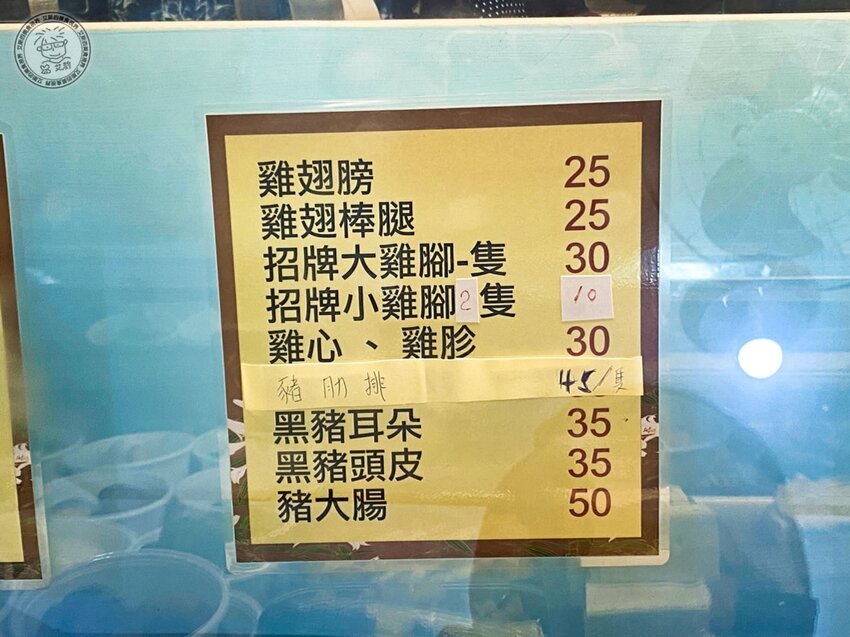 雞翅膀 25
雞翅棒腿 25
招牌大雞腳-隻 30
招牌小雞腳2隻 10
雞心、雞胗 30
豬肋排 45/隻
黑豬耳朵 35
黑豬頭皮 35
豬大腸 50